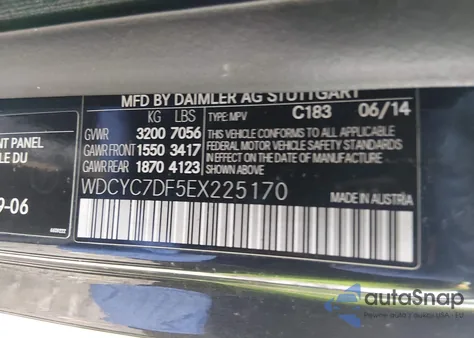 MFD BY DAIMLER AG STUTTGART
KG LBS
GVWR 3200 7056
GAWR FRONT 1550 3417
GAWR REAR 1870 4123
TYPE: MPV C183 06/14
THIS VEHICLE CONFORMS TO ALL APPLICABLE
FEDERAL MOTOR VEHICLE SAFETY STANDARDS
IN EFFECT ON THE DATE OF MANUFACTURE
SHOWN ABOVE.
WDCYC7DF5EX225170
MADE IN AUSTRIA
NT PANEL
LE DU
9-06
autoSnap